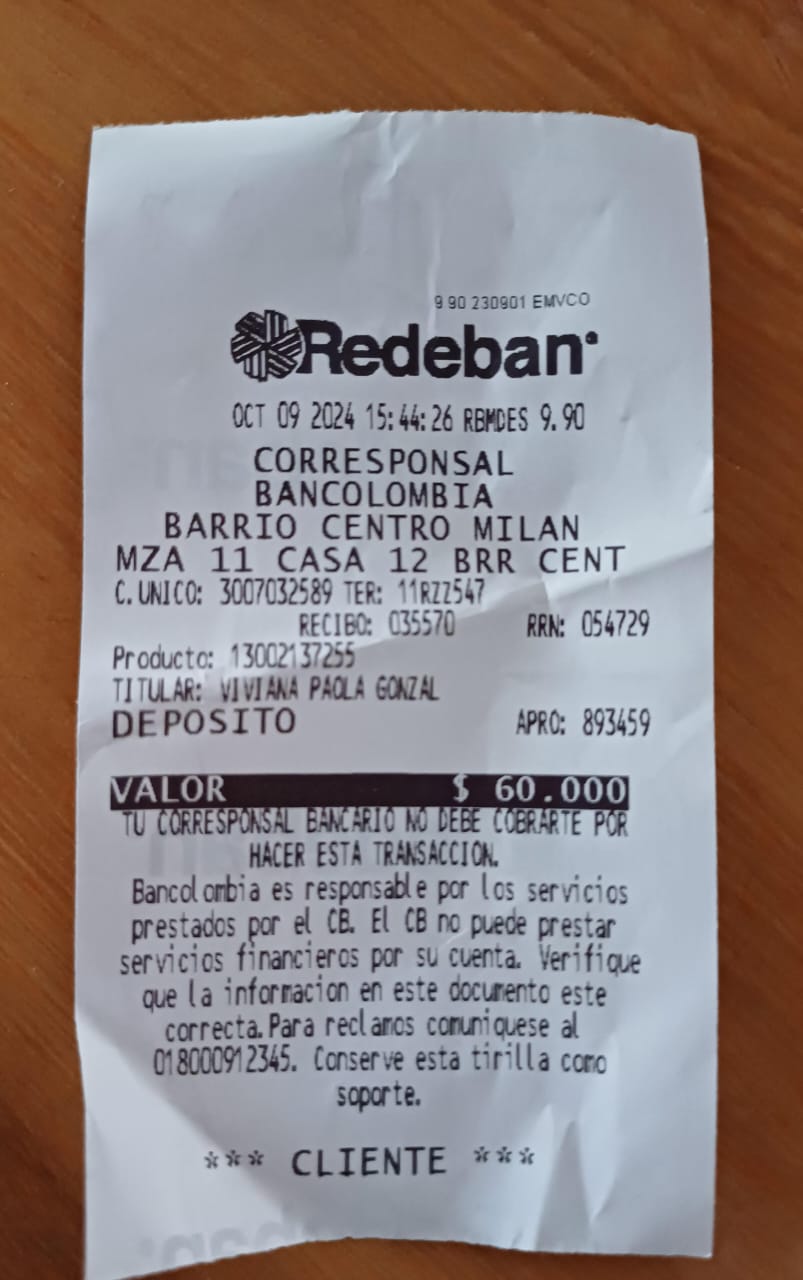 9 90 230901 EMVCO
Redeban
OCT 09 2024 15:44:26 RBMDES 9.90
CORRESPONSAL
BANCOLOMBIA
BARRIO CENTRO MILAN
MZA 11 CASA 12 BRR CENT
C.UNICO: 3007032589 TER: 11RZZ547
RECIBO: 035570 RRN: 054729
Producto: 13002137255
TITULAR: VIVIANA PAOLA GONZAL
DEPOSITO APRO: 893459
VALOR $ 60.000
TU CORRESPONSAL BANCARIO NO DEBE COBRARTE POR
HACER ESTA TRANSACCION.
Bancolombia es responsable por los servicios
prestados por el CB. El CB no puede prestar
servicios financieros por su cuenta. Verifique
que la informacion en este documento este
correcta.Para reclamos comuniquese al
018000912345. Conserve esta tirilla como
soporte.
*** CLIENTE ***